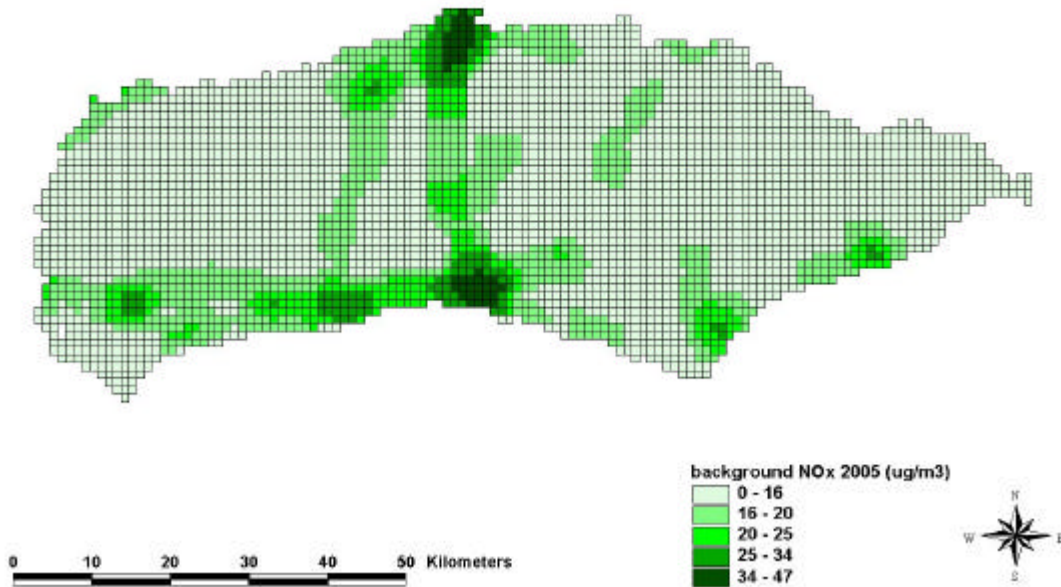 background NOx 2005 (ug/m3)
0 - 16
16 - 20
20 - 25
25 - 34
34 - 47
0 10 20 30 40 50 Kilometers
N
W E
S